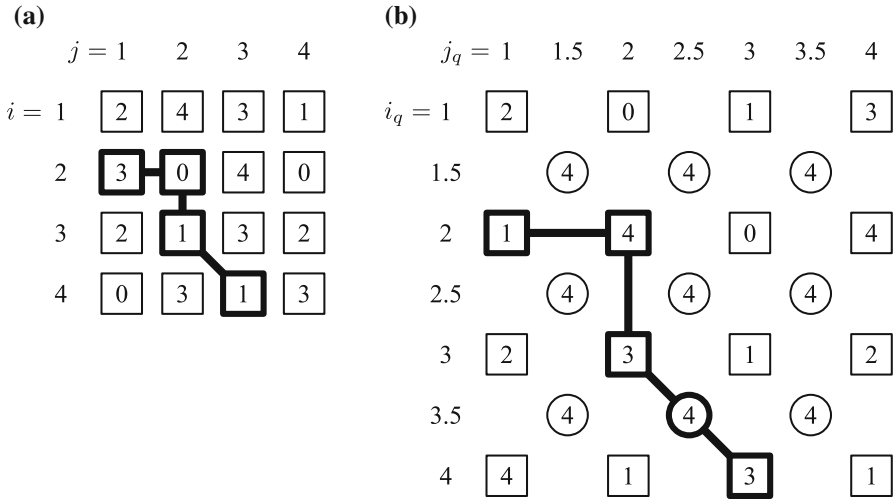 (a)
j = 1 2 3 4
i = 1 2 4 3 1
2 3 0 4 0
3 2 1 3 2
4 0 3 1 3
(b)
j_q = 1 1.5 2 2.5 3 3.5 4
i_q = 1 2 0 1 3
1.5 4 4 4
2 1 4 0 4
2.5 4 4 4
3 2 3 1 2
3.5 4 4 4
4 4 1 3 1